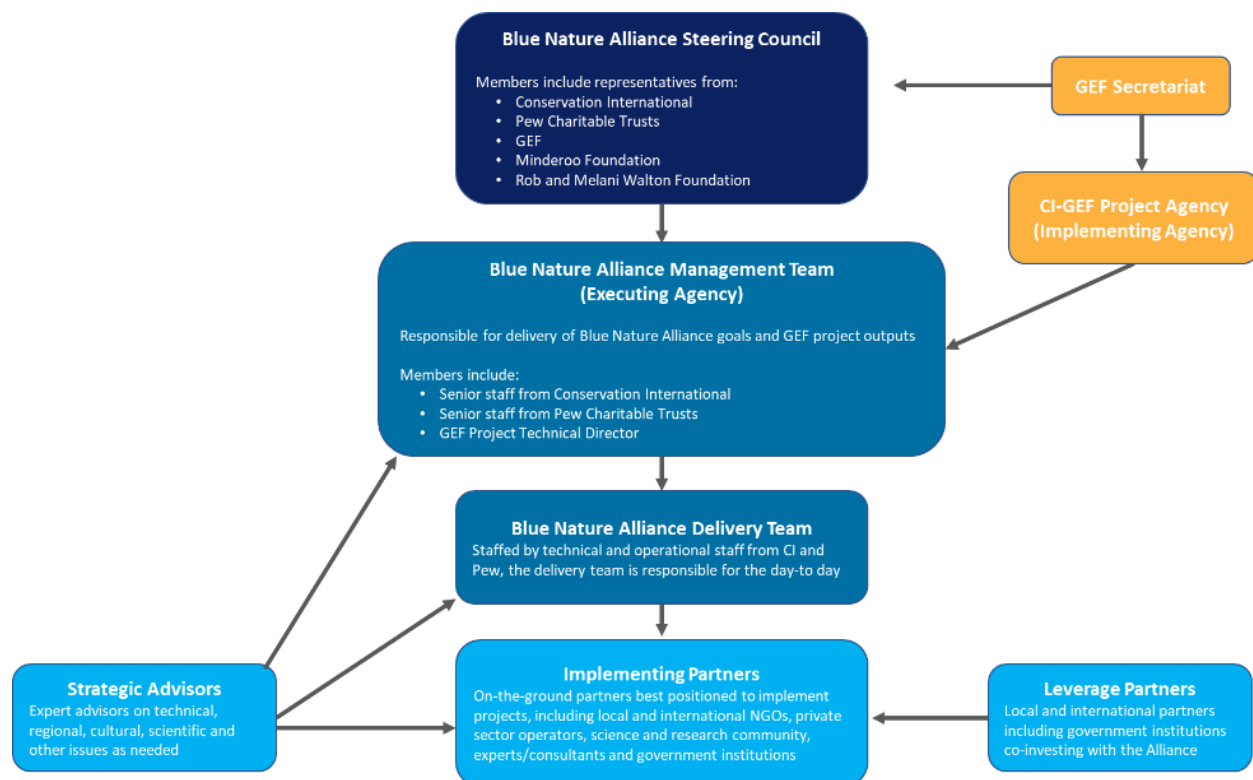 Blue Nature Alliance Steering Council
Members include representatives from:
• Conservation International
• Pew Charitable Trusts
• GEF
• Minderoo Foundation
• Rob and Melani Walton Foundation
GEF Secretariat
CI-GEF Project Agency
(Implementing Agency)
Blue Nature Alliance Management Team
(Executing Agency)
Responsible for delivery of Blue Nature Alliance goals and GEF project outputs
Members include:
• Senior staff from Conservation International
• Senior staff from Pew Charitable Trusts
• GEF Project Technical Director
Blue Nature Alliance Delivery Team
Staffed by technical and operational staff from CI and
Pew, the delivery team is responsible for the day-to day
Strategic Advisors
Expert advisors on technical,
regional, cultural, scientific and
other issues as needed
Implementing Partners
On-the-ground partners best positioned to implement
projects, including local and international NGOs, private
sector operators, science and research community,
experts/consultants and government institutions
Leverage Partners
Local and international partners
including government institutions
co-investing with the Alliance